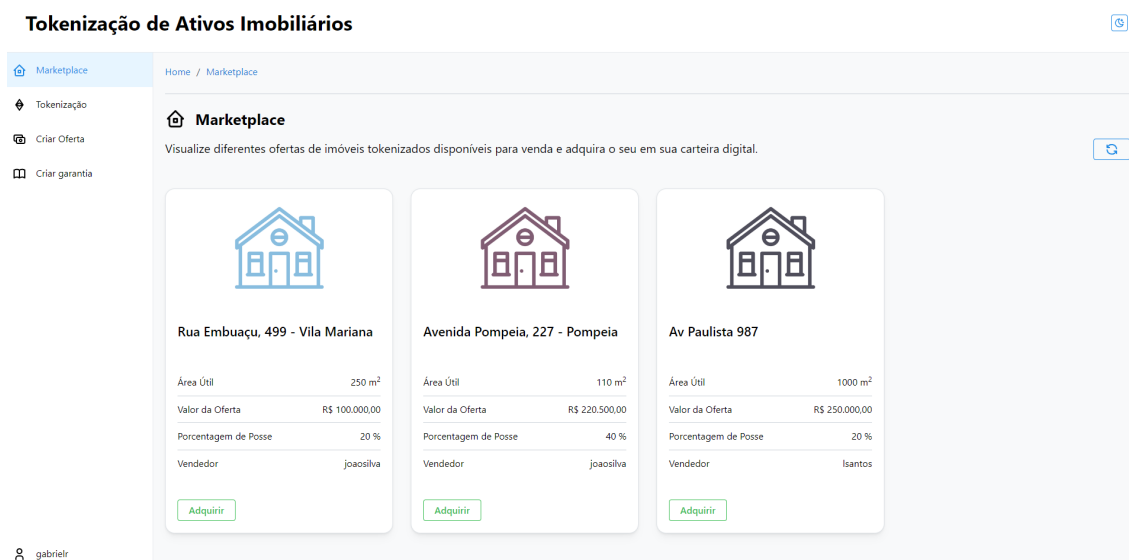 Tokenização de Ativos Imobiliários
Marketplace
Tokenização
Criar Oferta
Criar garantia
gabrielr
Home / Marketplace
Marketplace
Visualize diferentes ofertas de imóveis tokenizados disponíveis para venda e adquira o seu em sua carteira digital.
Rua Embuaçu, 499 - Vila Mariana
Área Útil 250 m²
Valor da Oferta R$ 100.000,00
Porcentagem de Posse 20 %
Vendedor joaosilva
Adquirir
Avenida Pompeia, 227 - Pompeia
Área Útil 110 m²
Valor da Oferta R$ 220.500,00
Porcentagem de Posse 40 %
Vendedor joaosilva
Adquirir
Av Paulista 987
Área Útil 1000 m²
Valor da Oferta R$ 250.000,00
Porcentagem de Posse 20 %
Vendedor lsantos
Adquirir